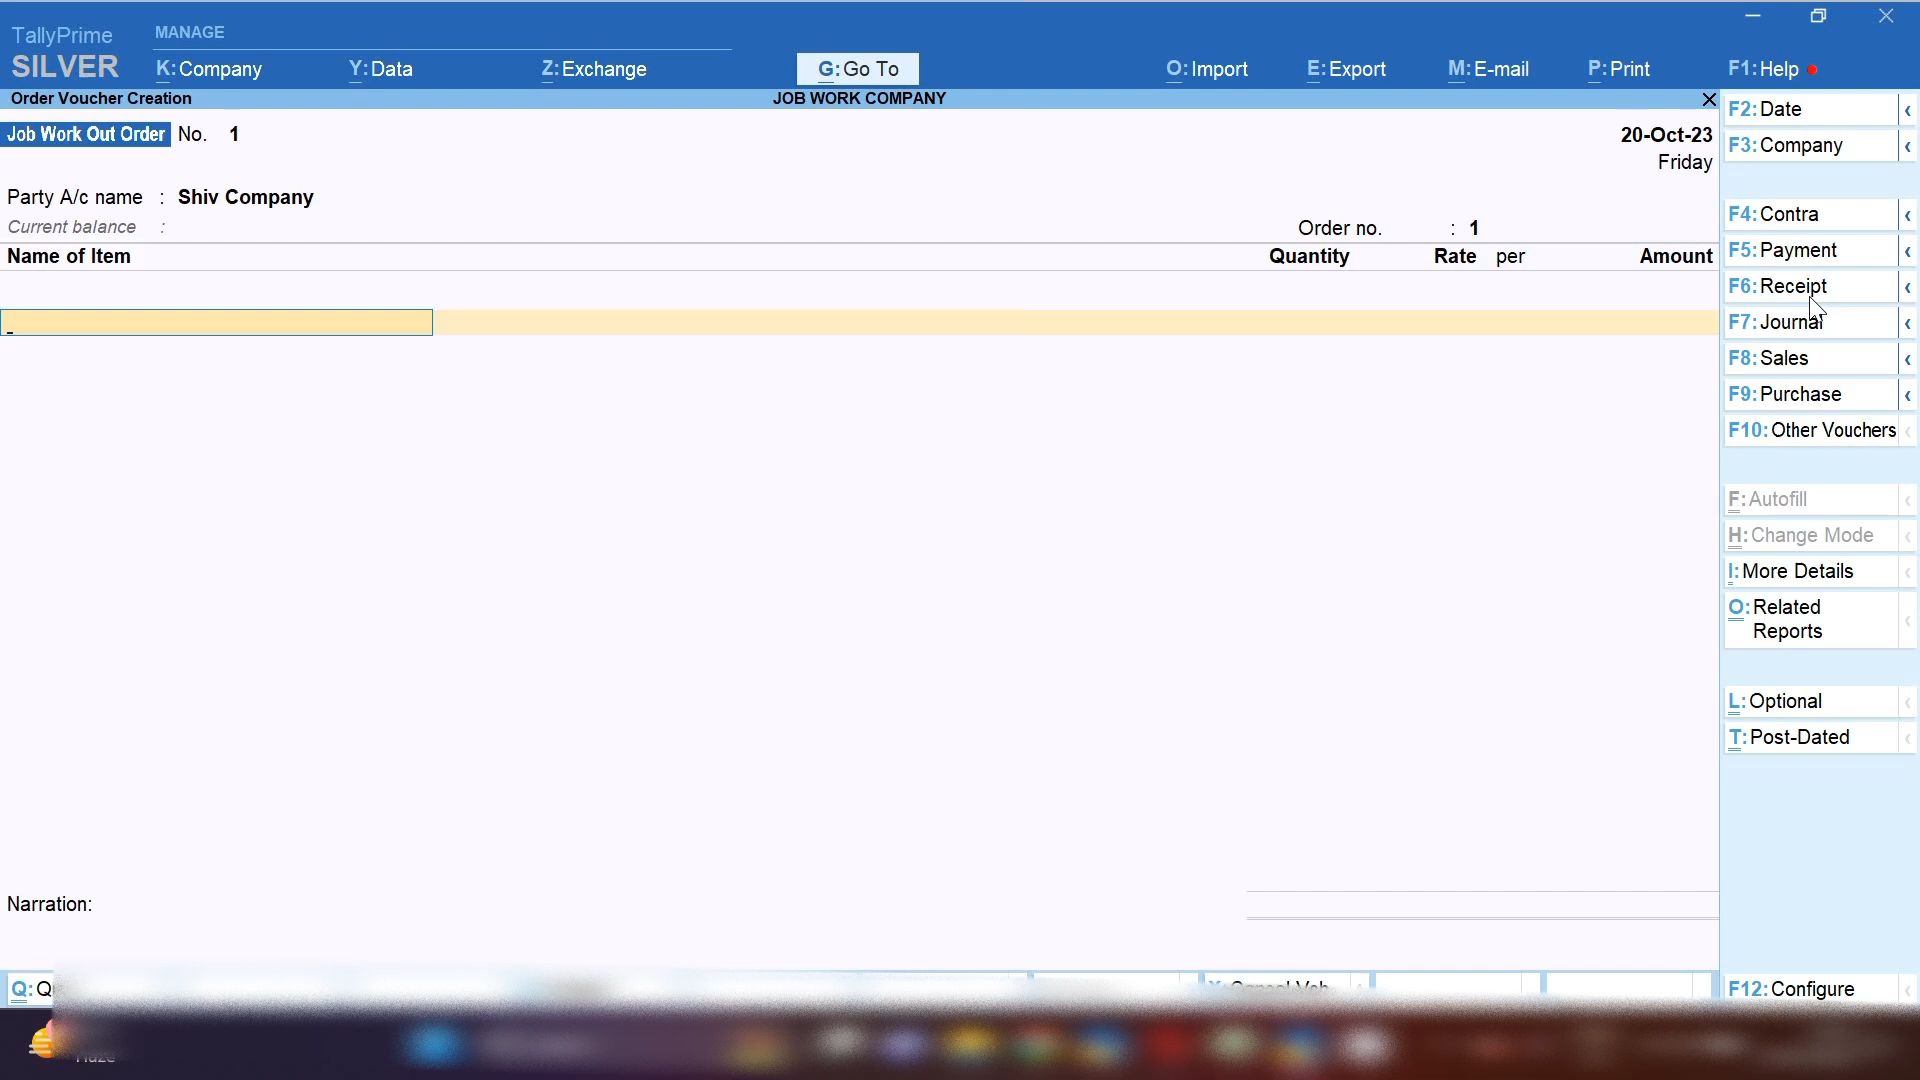 TallyPrime
SILVER
MANAGE
K:Company
Y:Data
Z:Exchange
G:Go To
O:Import
E:Export
M:E-mail
P:Print
F1:Help
Order Voucher Creation
JOB WORK COMPANY
Job Work Out Order No. 1
20-Oct-23
Friday
Party A/c name : Shiv Company
Current balance :
Order no. : 1
Name of Item
Quantity Rate per Amount
Narration:
F2:Date
F3:Company
F4:Contra
F5:Payment
F6:Receipt
F7:Journal
F8:Sales
F9:Purchase
F10:Other Vouchers
F:Autofill
H:Change Mode
I:More Details
O:Related
Reports
L:Optional
T:Post-Dated
F12:Configure
Q: